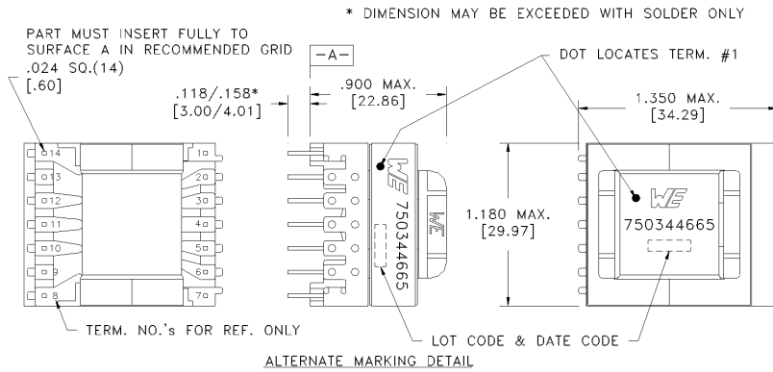 * DIMENSION MAY BE EXCEEDED WITH SOLDER ONLY
PART MUST INSERT FULLY TO
SURFACE A IN RECOMMENDED GRID
.024 SQ.(14)
[.60]
-A-
.118/.158*
[3.00/4.01]
.900 MAX.
[22.86]
DOT LOCATES TERM. #1
1.350 MAX.
[34.29]
14
13
12
11
10
9
8
1
2
3
4
5
6
7
WE 750344665
WE
1.180 MAX.
[29.97]
WE
750344665
TERM. NO.'s FOR REF. ONLY
LOT CODE & DATE CODE
ALTERNATE MARKING DETAIL